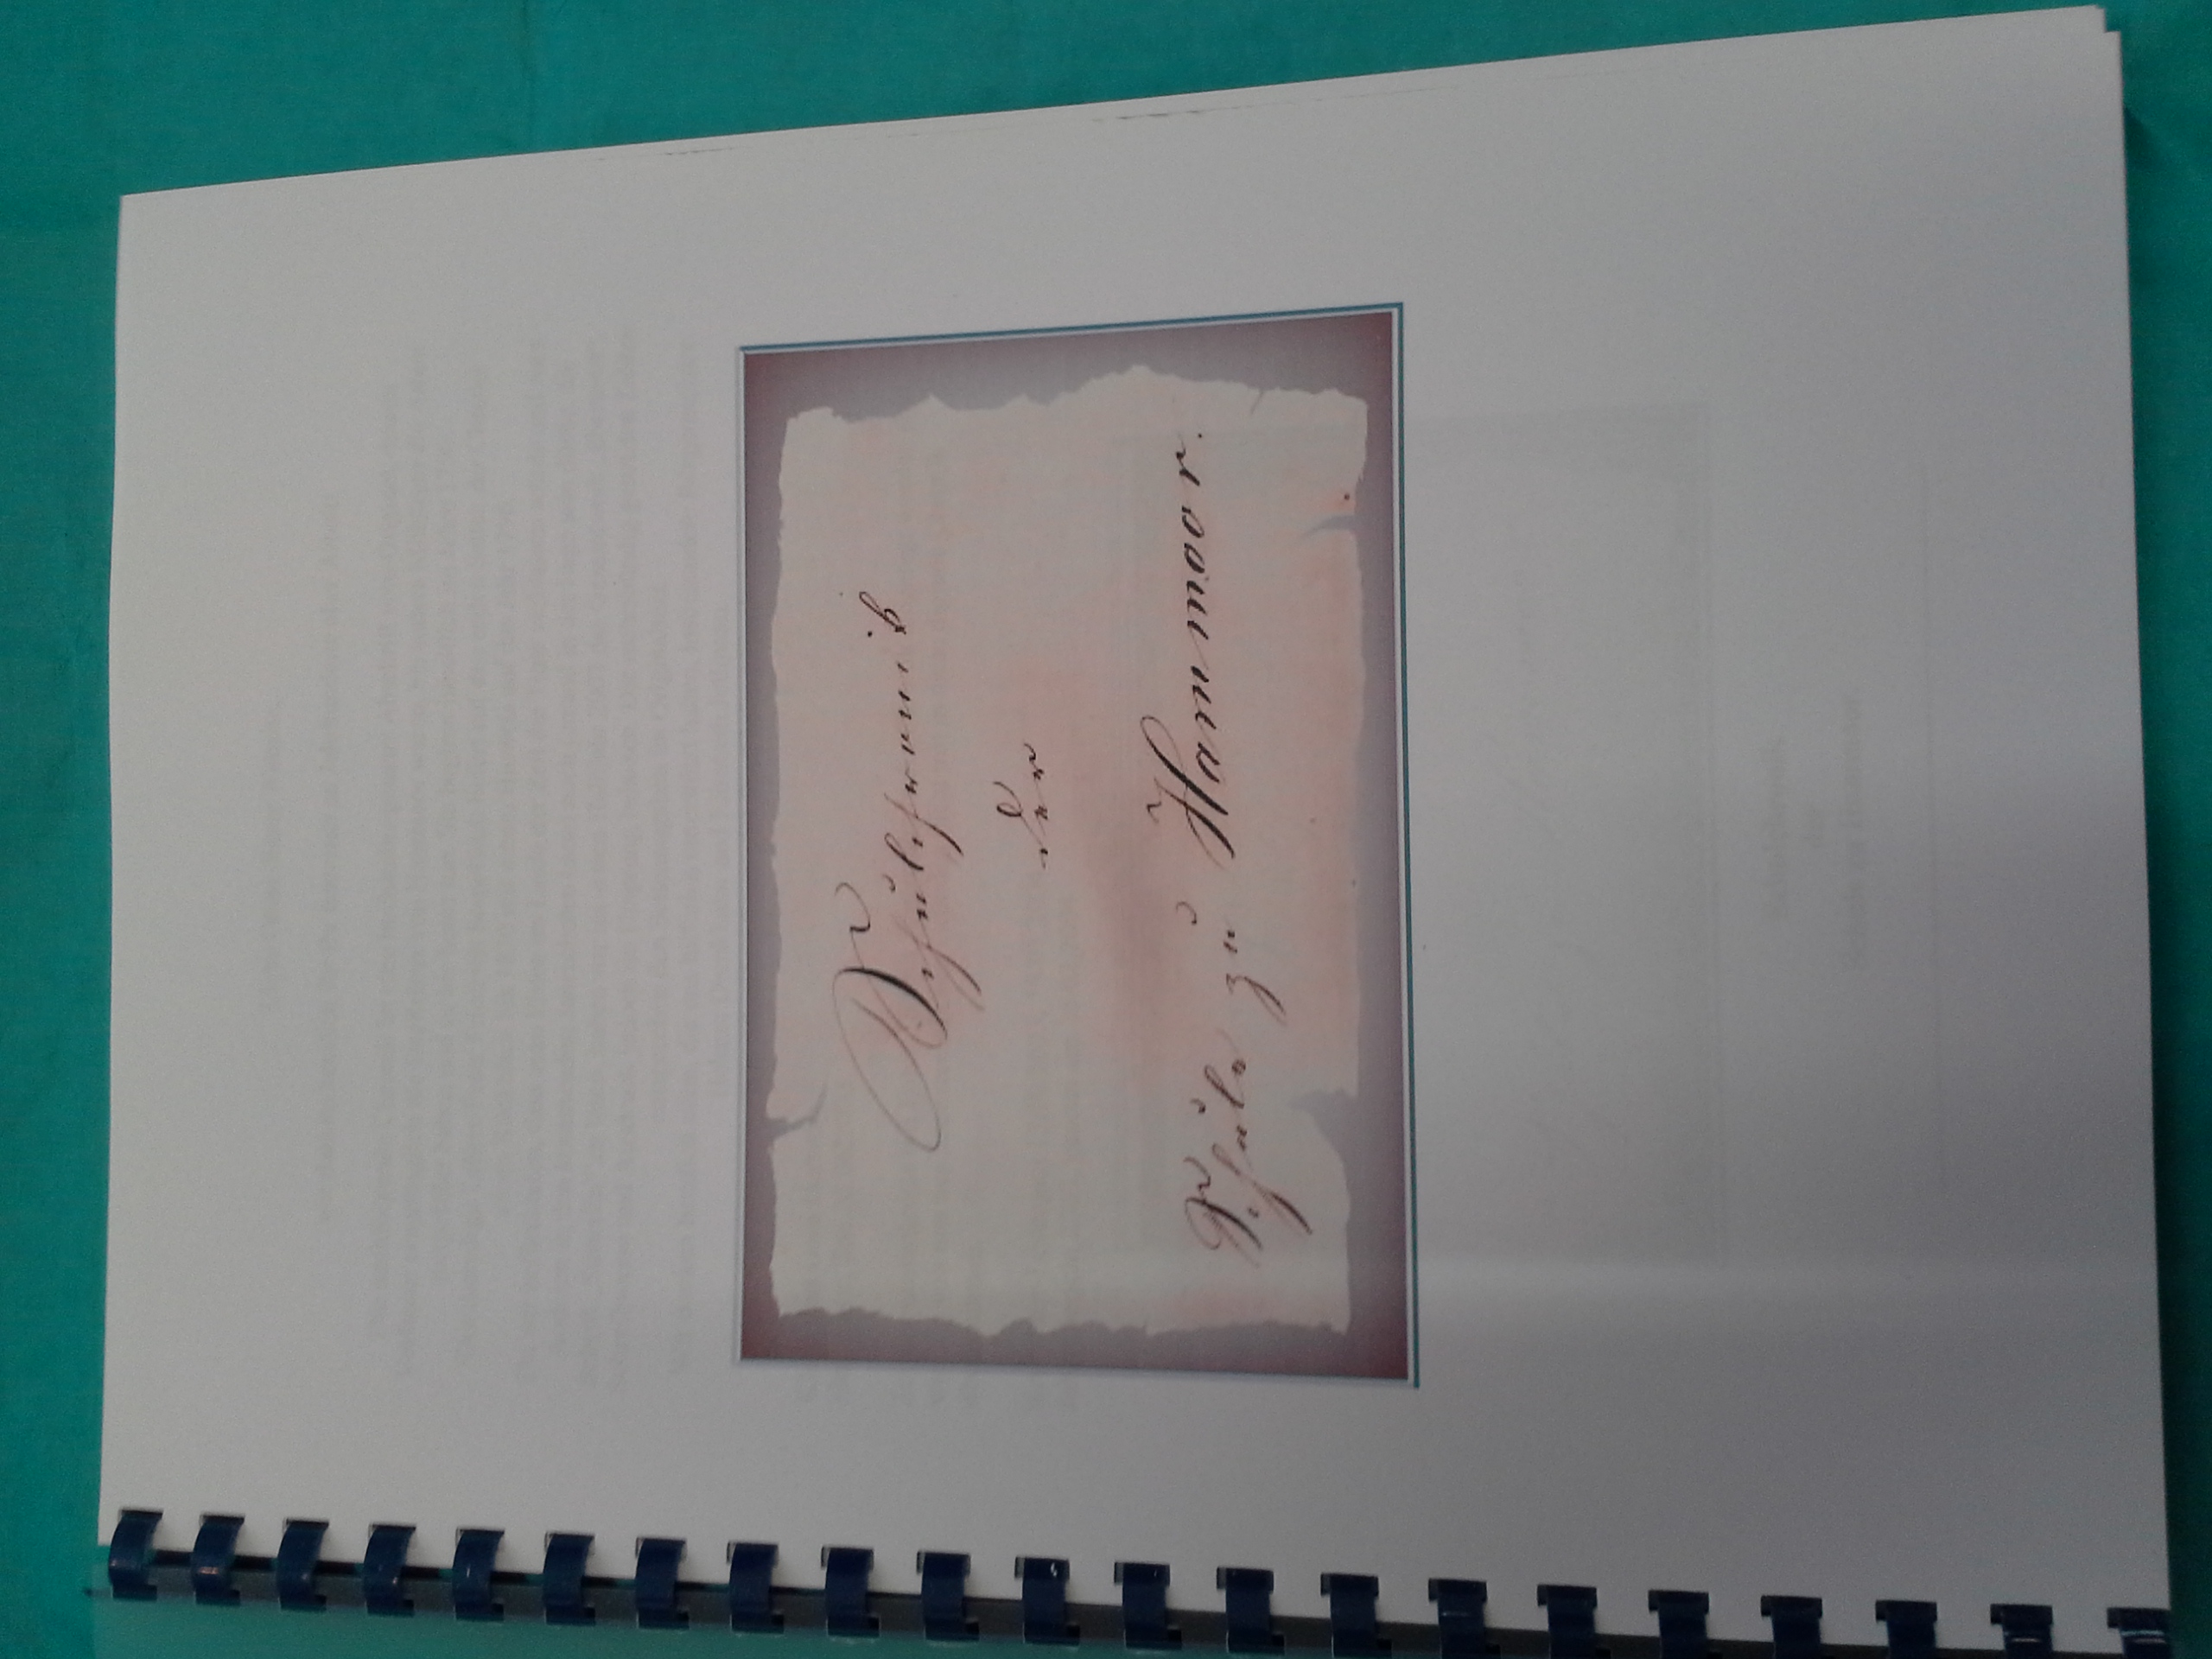 Schulchronik
der
Schule zu Hammoor.